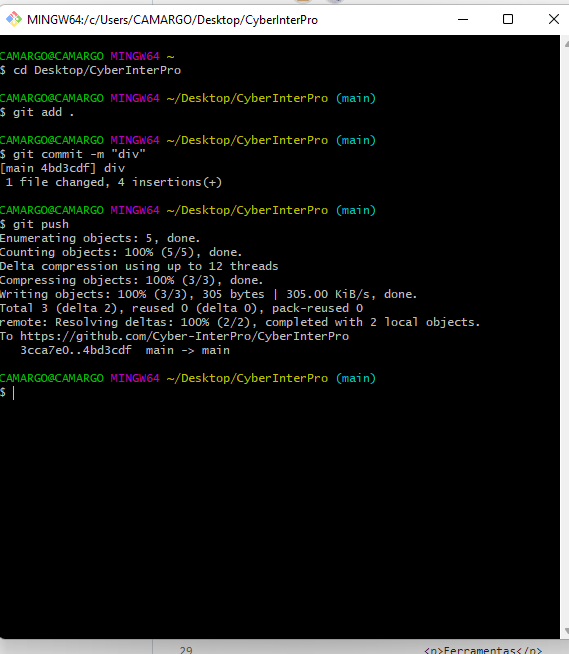 MINGW64:/c/Users/CAMARGO/Desktop/CyberInterPro
CAMARGO@CAMARGO MINGW64 ~
$ cd Desktop/CyberInterPro
CAMARGO@CAMARGO MINGW64 ~/Desktop/CyberInterPro (main)
$ git add .
CAMARGO@CAMARGO MINGW64 ~/Desktop/CyberInterPro (main)
$ git commit -m "div"
[main 4bd3cdf] div
 1 file changed, 4 insertions(+)
CAMARGO@CAMARGO MINGW64 ~/Desktop/CyberInterPro (main)
$ git push
Enumerating objects: 5, done.
Counting objects: 100% (5/5), done.
Delta compression using up to 12 threads
Compressing objects: 100% (3/3), done.
Writing objects: 100% (3/3), 305 bytes | 305.00 KiB/s, done.
Total 3 (delta 2), reused 0 (delta 0), pack-reused 0
remote: Resolving deltas: 100% (2/2), completed with 2 local objects.
To https://github.com/Cyber-InterPro/CyberInterPro
   3cca7e0..4bd3cdf  main -> main
CAMARGO@CAMARGO MINGW64 ~/Desktop/CyberInterPro (main)
$
29 <p>Ferramentas</p>